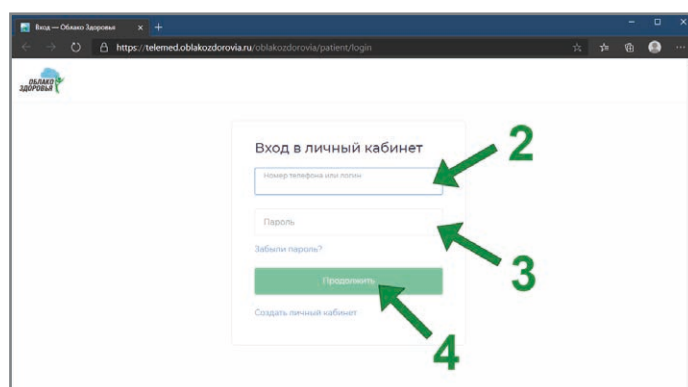 Вход — Облако Здоровья
https://telemed.oblakozdorovia.ru/oblakozdorovia/patient/login
ОБЛАКО
ЗДОРОВЬЯ
Вход в личный кабинет
2
Номер телефона или логин
Пароль
3
Забыли пароль?
Продолжить
Создать личный кабинет
4